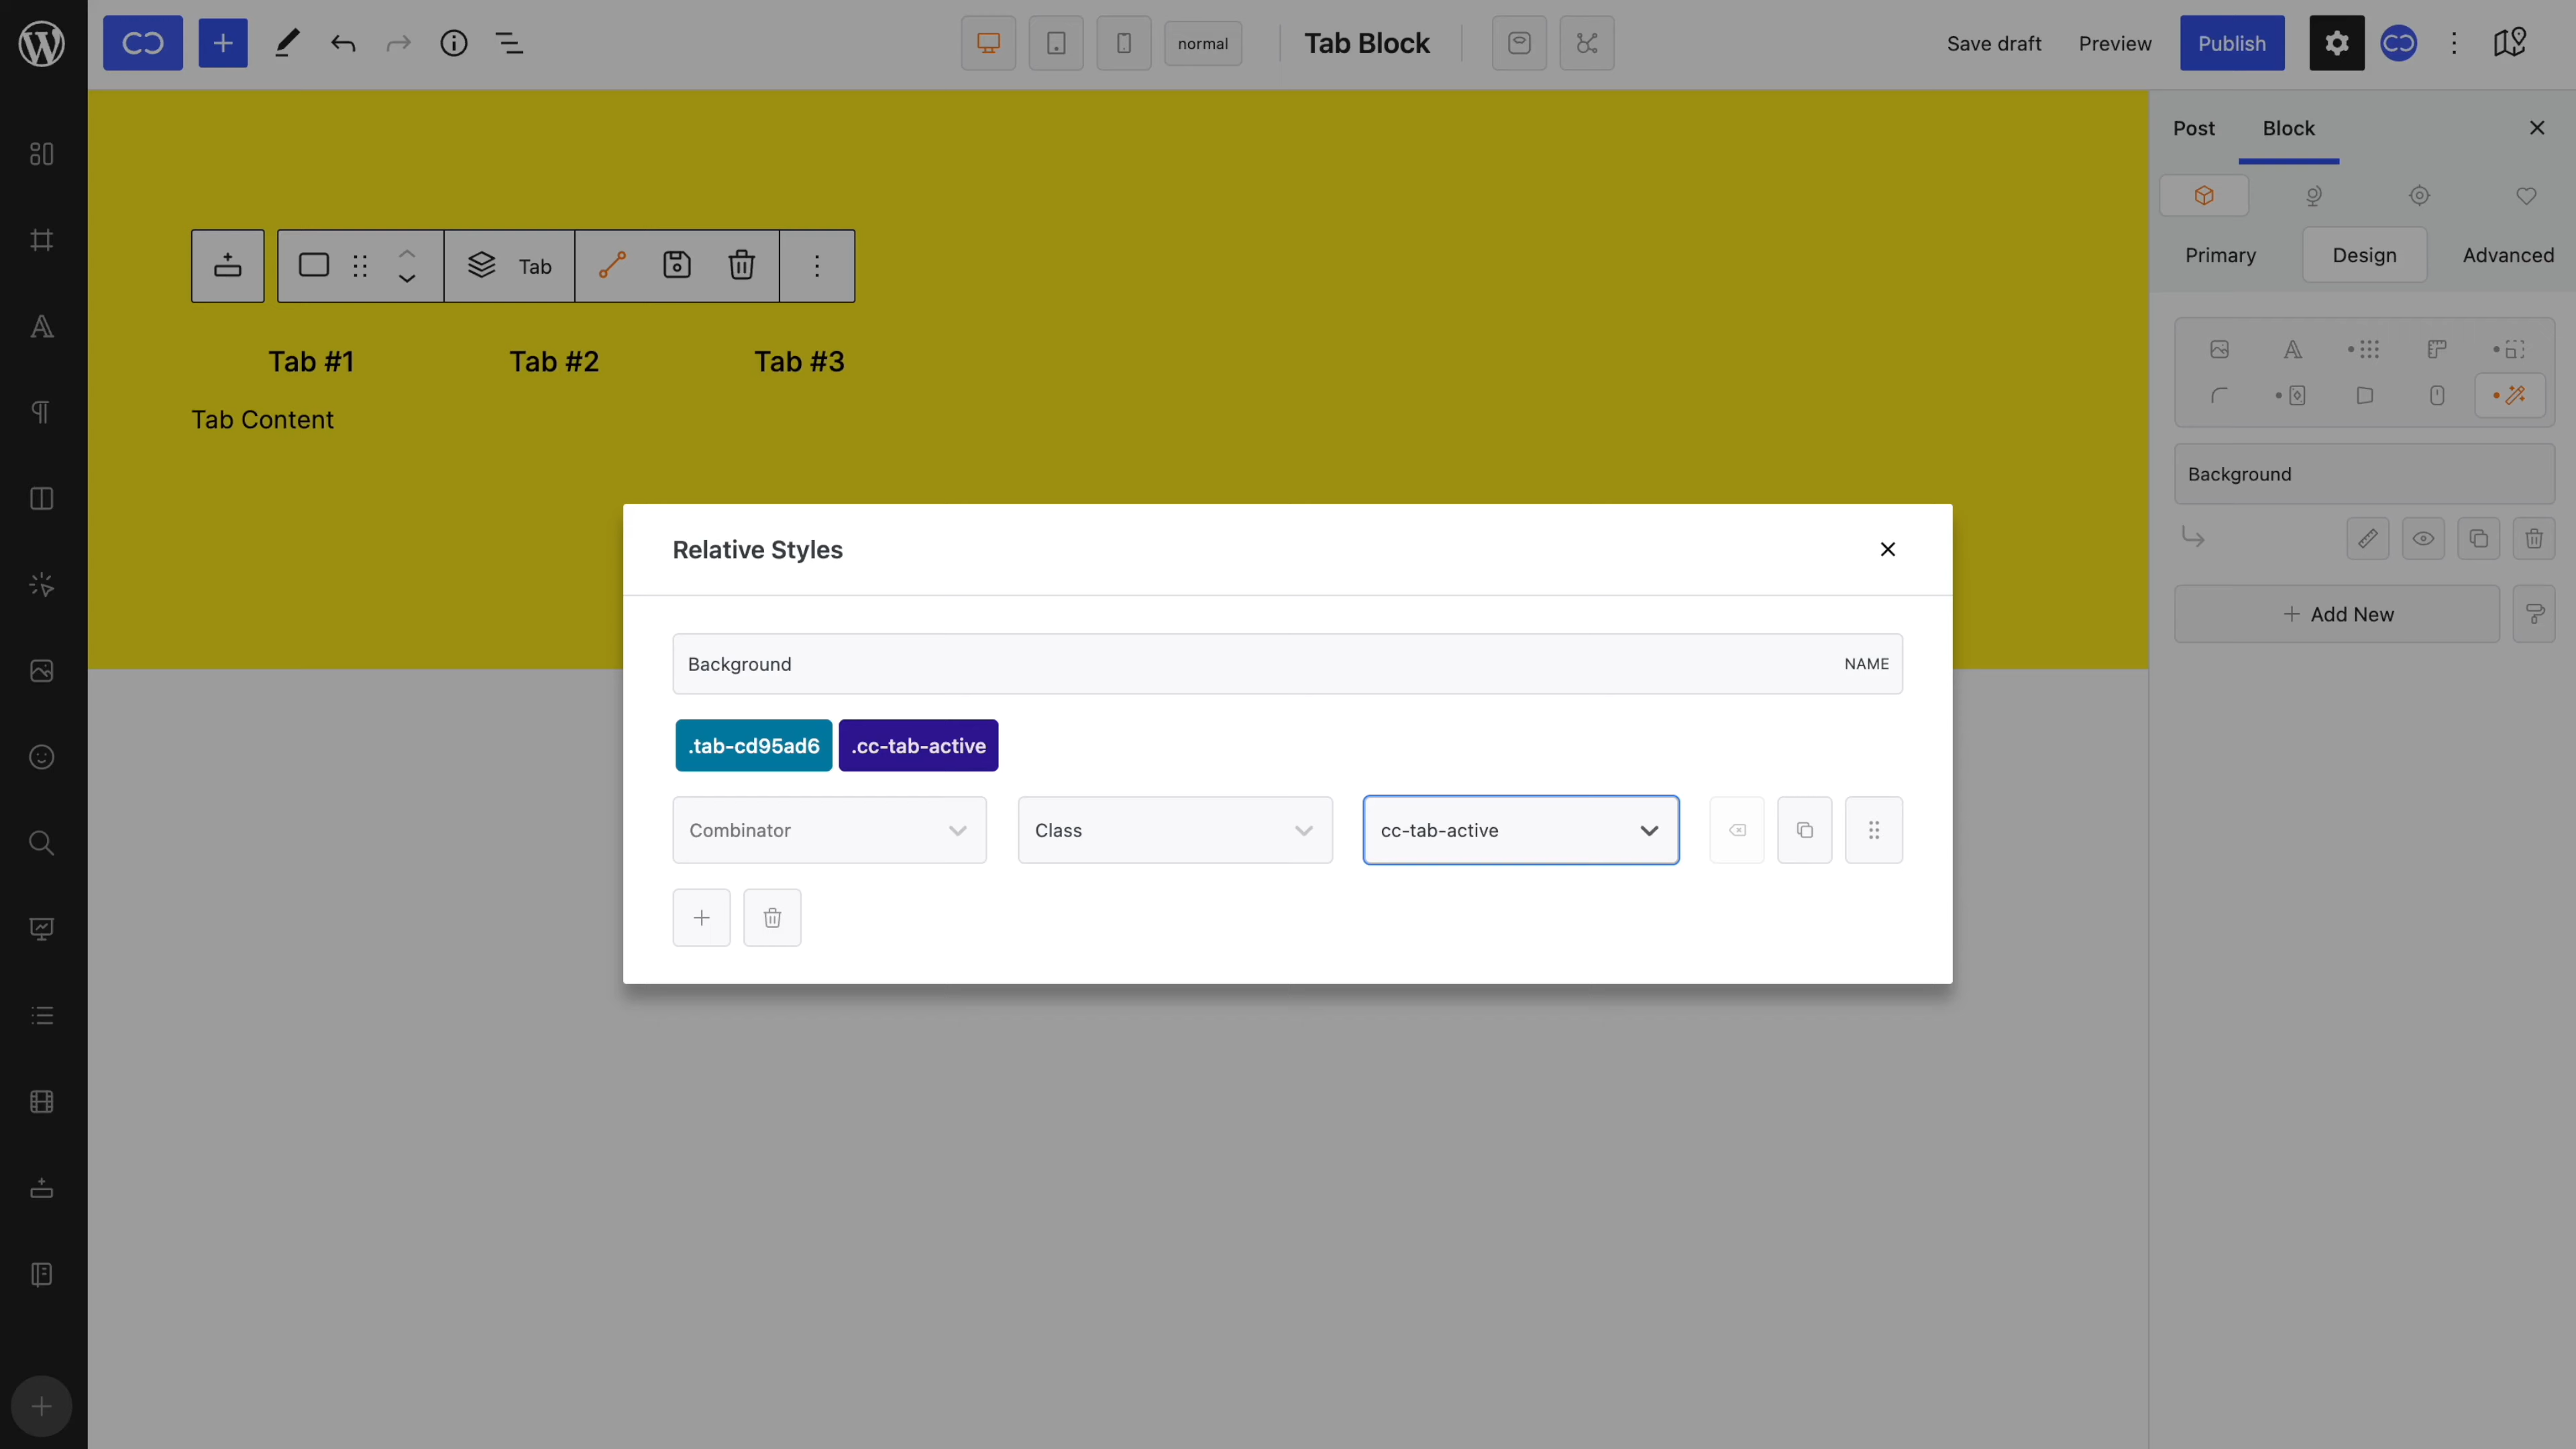 normal
Tab Block
Save draft
Preview
Publish
Post
Block
Primary
Design
Advanced
Tab
Tab #1
Tab #2
Tab #3
Tab Content
Background
Add New
Relative Styles
Background
NAME
.tab-cd95ad6
.cc-tab-active
Combinator
Class
cc-tab-active